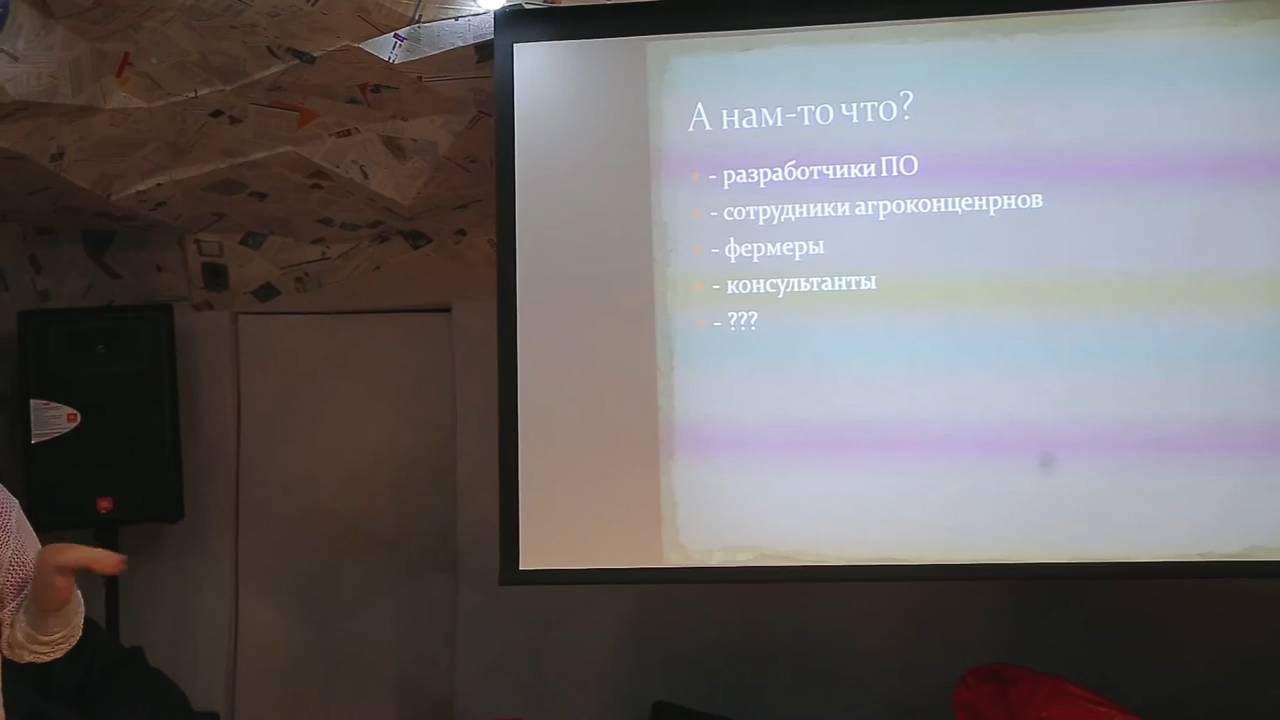 А нам-то что?
- разработчики ПО
- сотрудники агроконценрнов
- фермеры
- консультанты
- ???